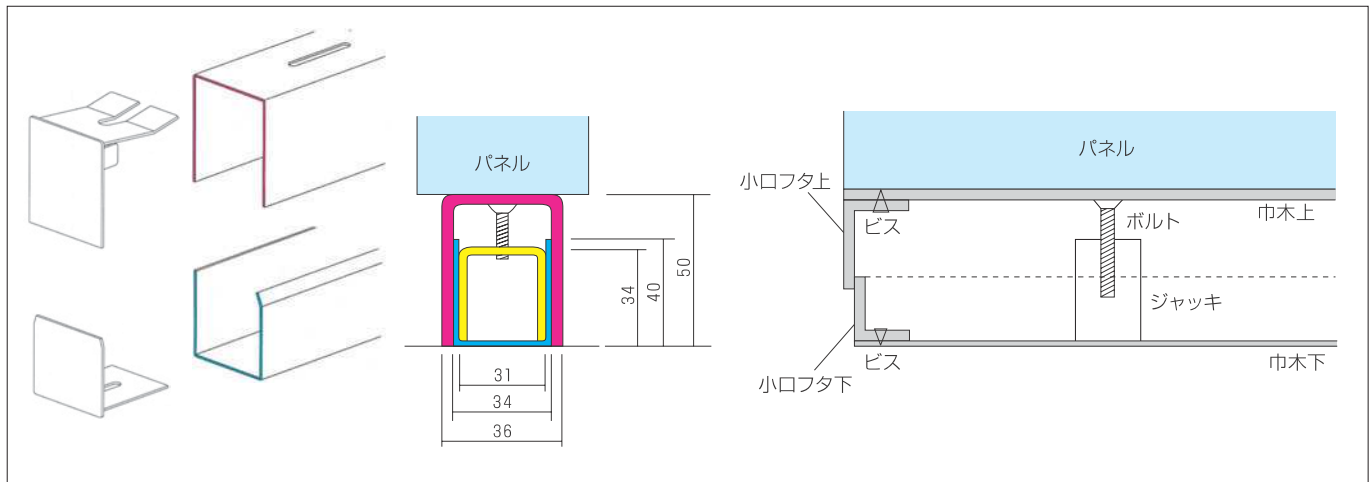 パネル
50
40
34
31
34
36
パネル
小口フタ上
ビス
ボルト
巾木上
ジャッキ
ビス
小口フタ下
巾木下